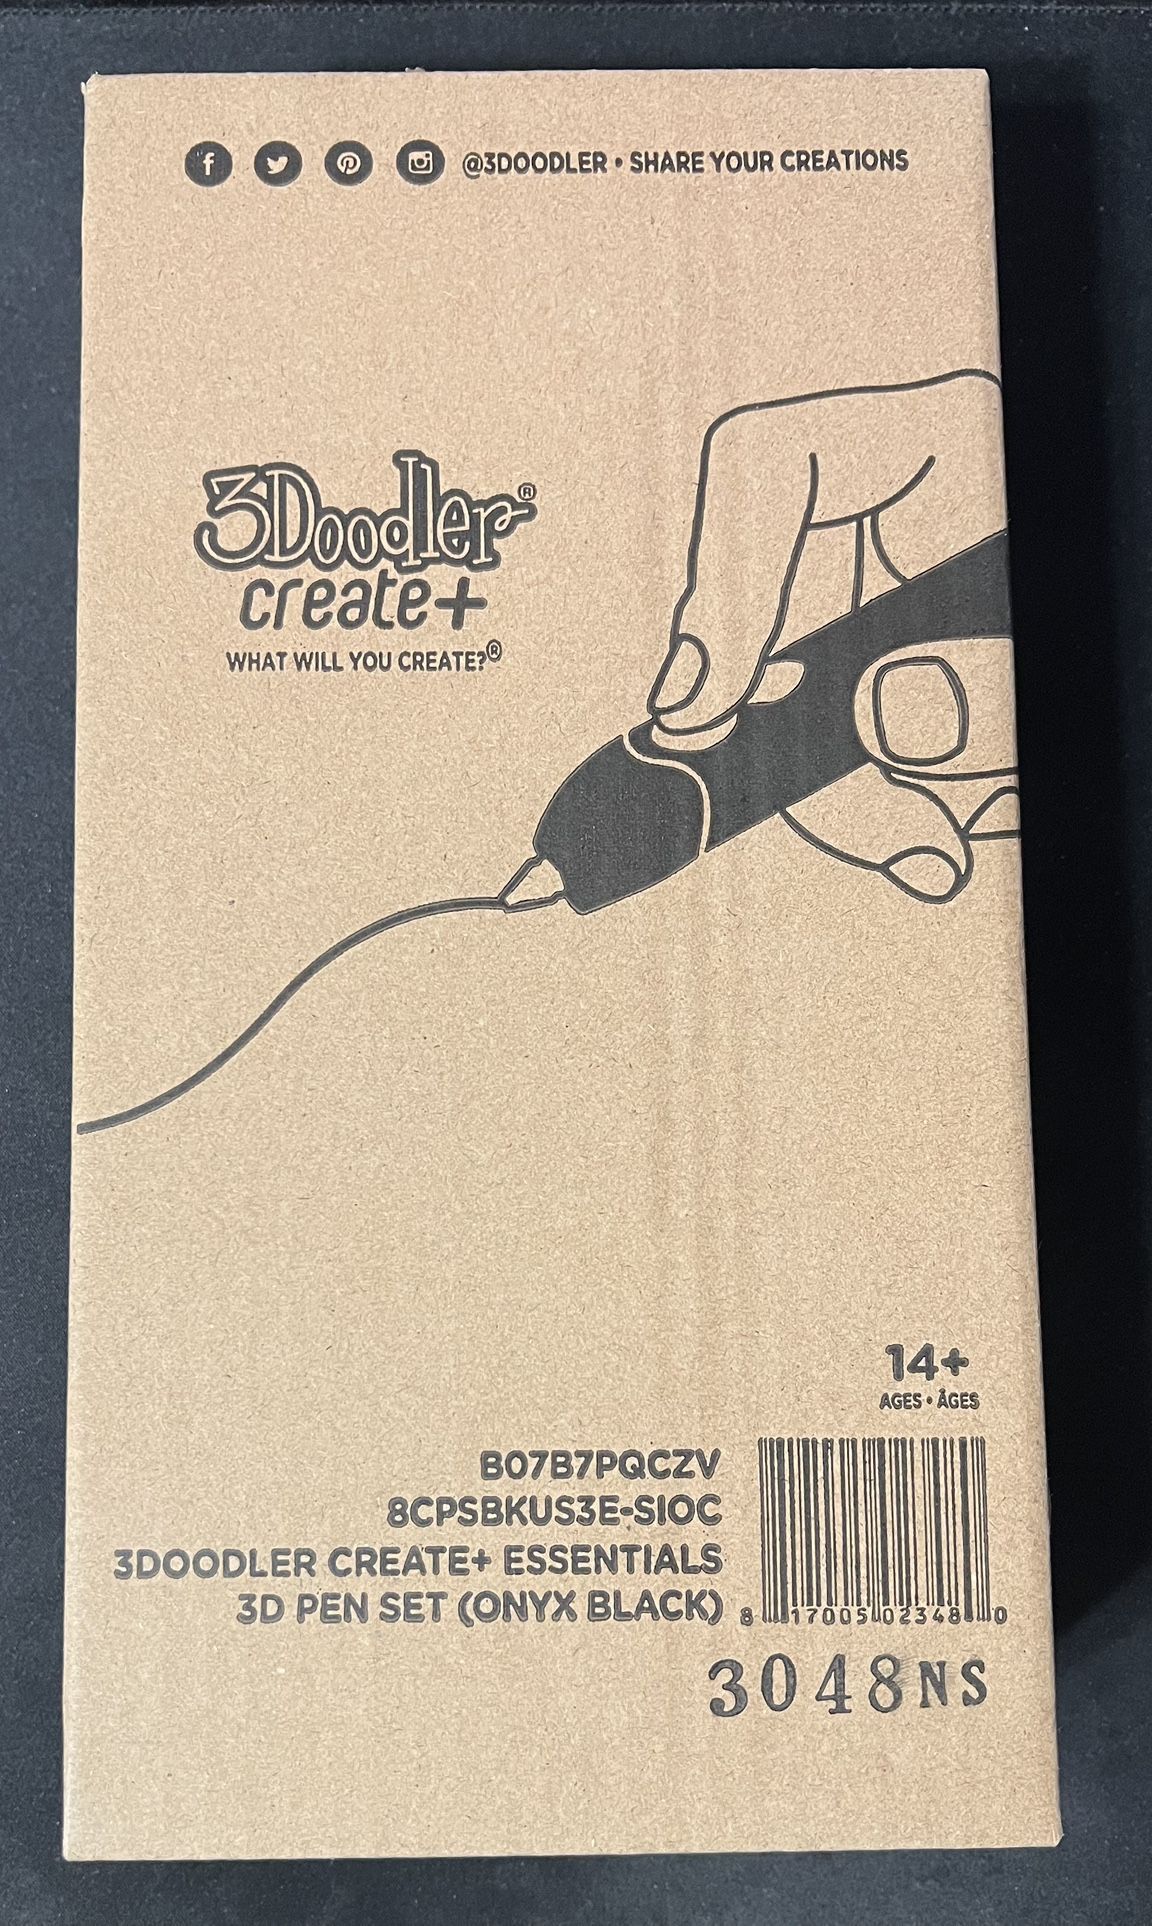 @3DOODLER • SHARE YOUR CREATIONS
3Doodler®
create+
WHAT WILL YOU CREATE?®
14+
AGES • ÂGES
B07B7PQCZV
8CPSBKUS3E-SIOC
3DOODLER CREATE+ ESSENTIALS
3D PEN SET (ONYX BLACK)
8 17005 02348 0
3048NS